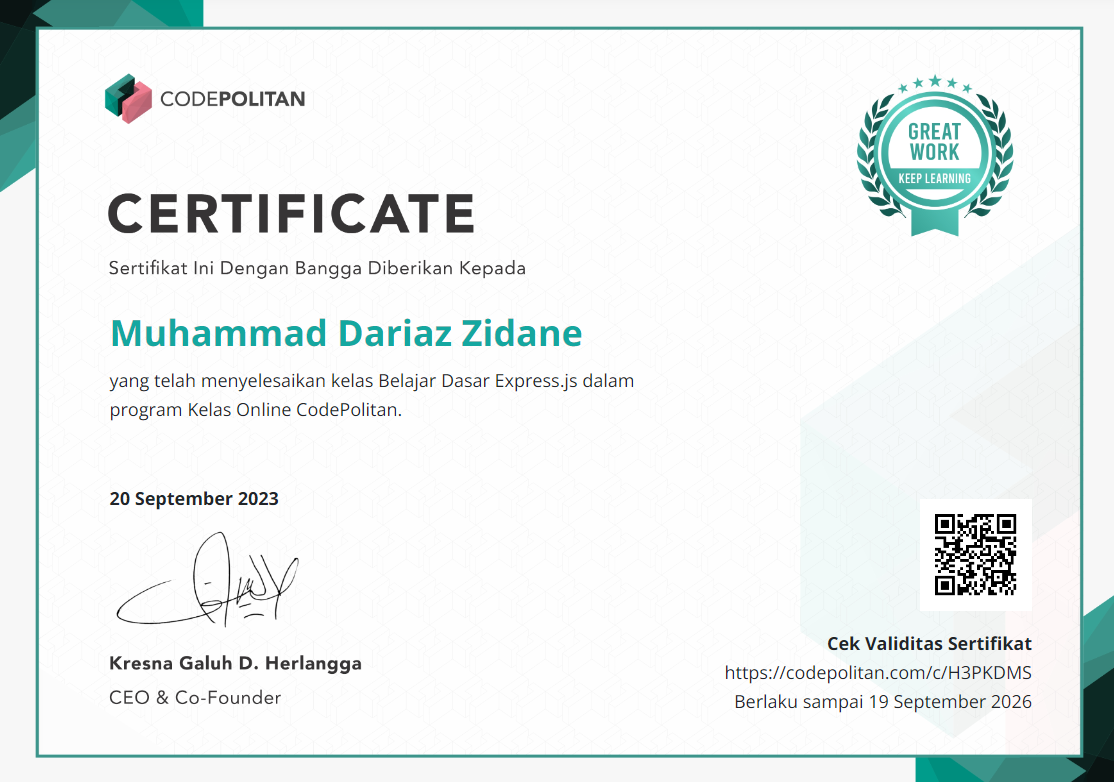 CODEPOLITAN
GREAT
WORK
KEEP LEARNING
CERTIFICATE
Sertifikat Ini Dengan Bangga Diberikan Kepada
Muhammad Dariaz Zidane
yang telah menyelesaikan kelas Belajar Dasar Express.js dalam
program Kelas Online CodePolitan.
20 September 2023
Kresna Galuh D. Herlangga
CEO & Co-Founder
Cek Validitas Sertifikat
https://codepolitan.com/c/H3PKDMS
Berlaku sampai 19 September 2026